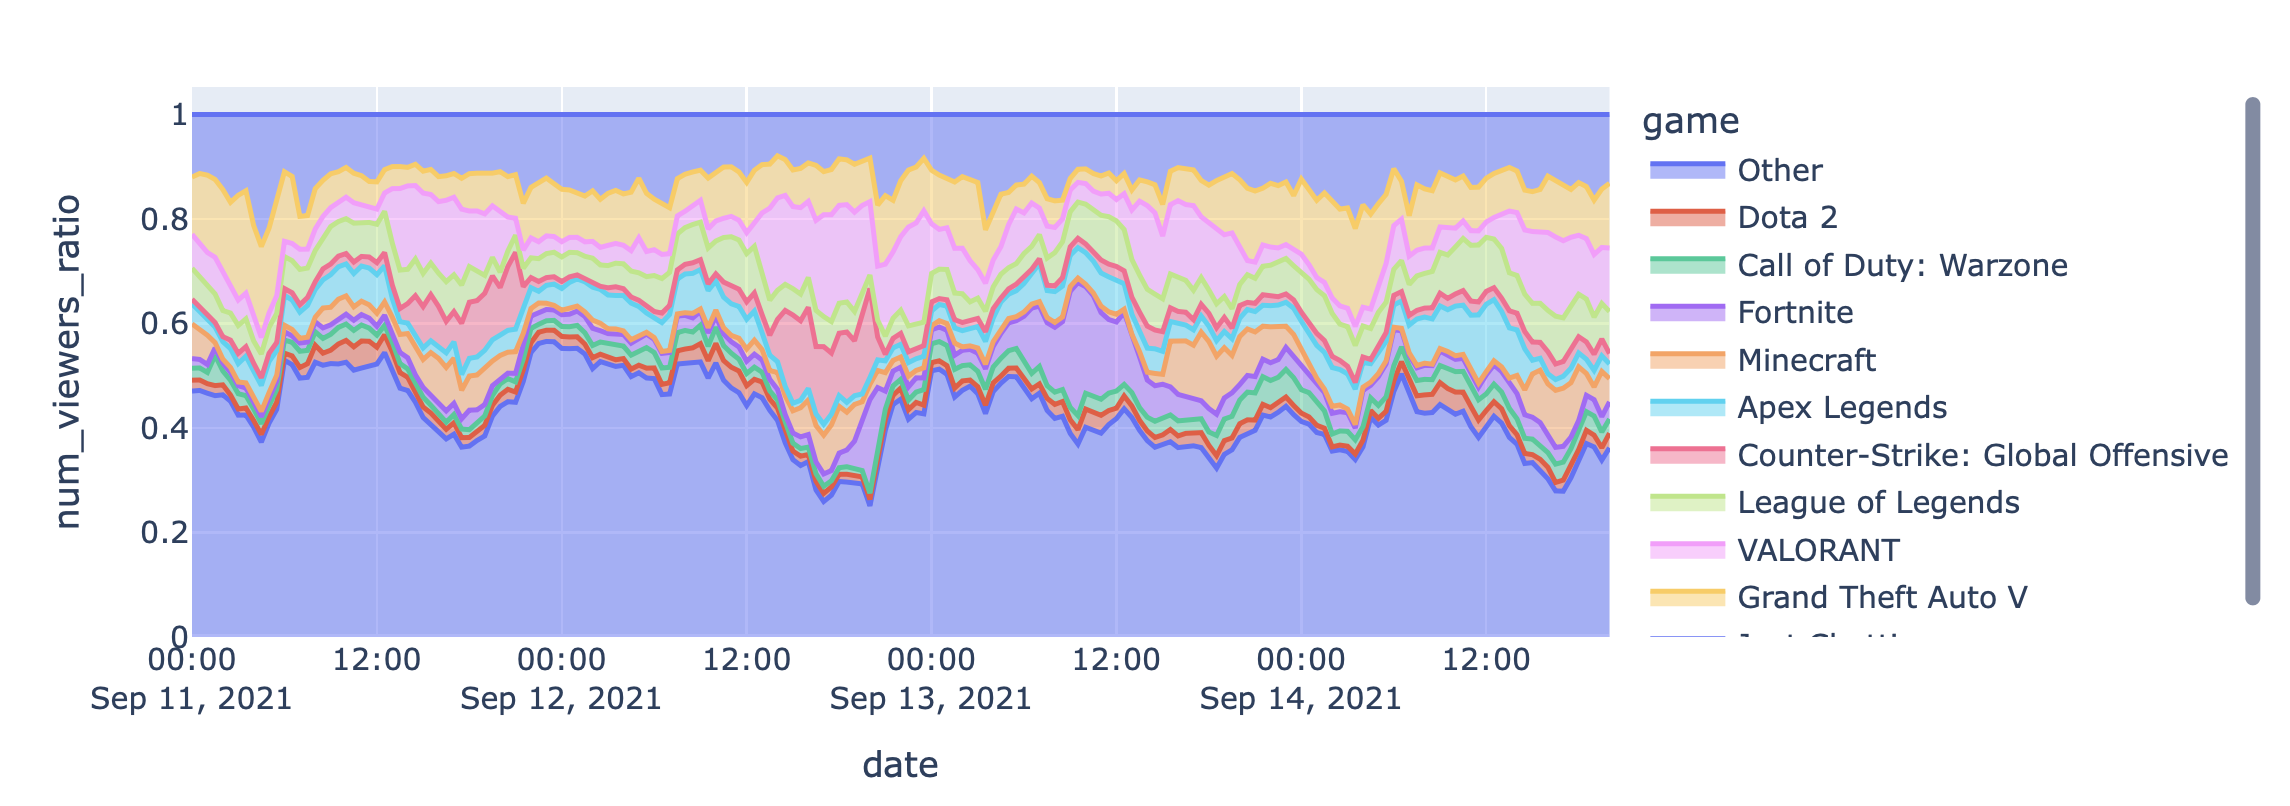 num_viewers_ratio
1
0.8
0.6
0.4
0.2
0
00:00 12:00 00:00 12:00 00:00 12:00 00:00 12:00
Sep 11, 2021 Sep 12, 2021 Sep 13, 2021 Sep 14, 2021
date
game
Other
Dota 2
Call of Duty: Warzone
Fortnite
Minecraft
Apex Legends
Counter-Strike: Global Offensive
League of Legends
VALORANT
Grand Theft Auto V